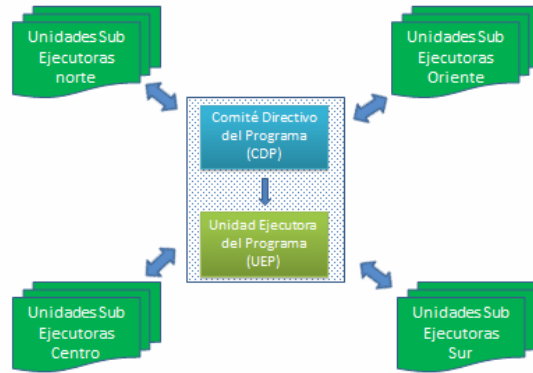 Unidades Sub
Ejecutoras
norte
Unidades Sub
Ejecutoras
Oriente
Comité Directivo
del Programa
(CDP)
Unidad Ejecutora
del Programa
(UEP)
Unidades Sub
Ejecutoras
Centro
Unidades Sub
Ejecutoras
Sur